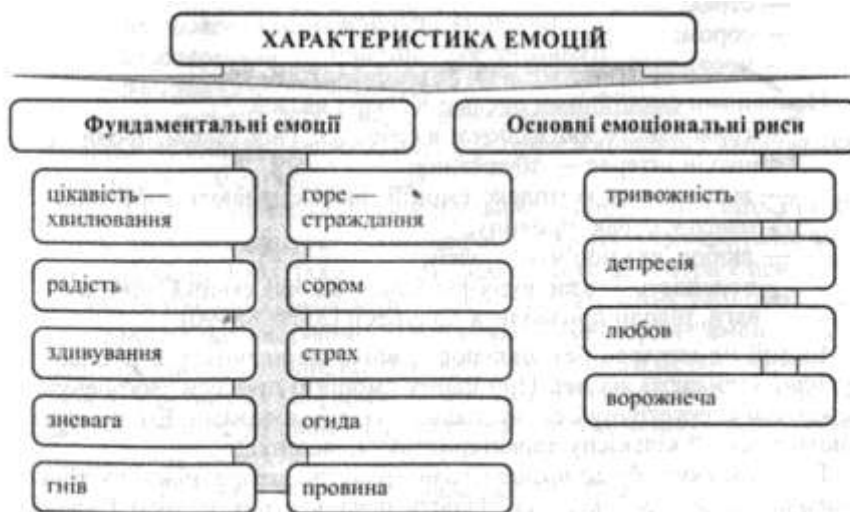 ХАРАКТЕРИСТИКА ЕМОЦІЙ
Фундаментальні емоції
Основні емоціональні риси
цікавість —
хвилювання
горе —
страждання
радість
сором
здивування
страх
зневага
огида
гнів
провина
тривожність
депресія
любов
ворожнеча